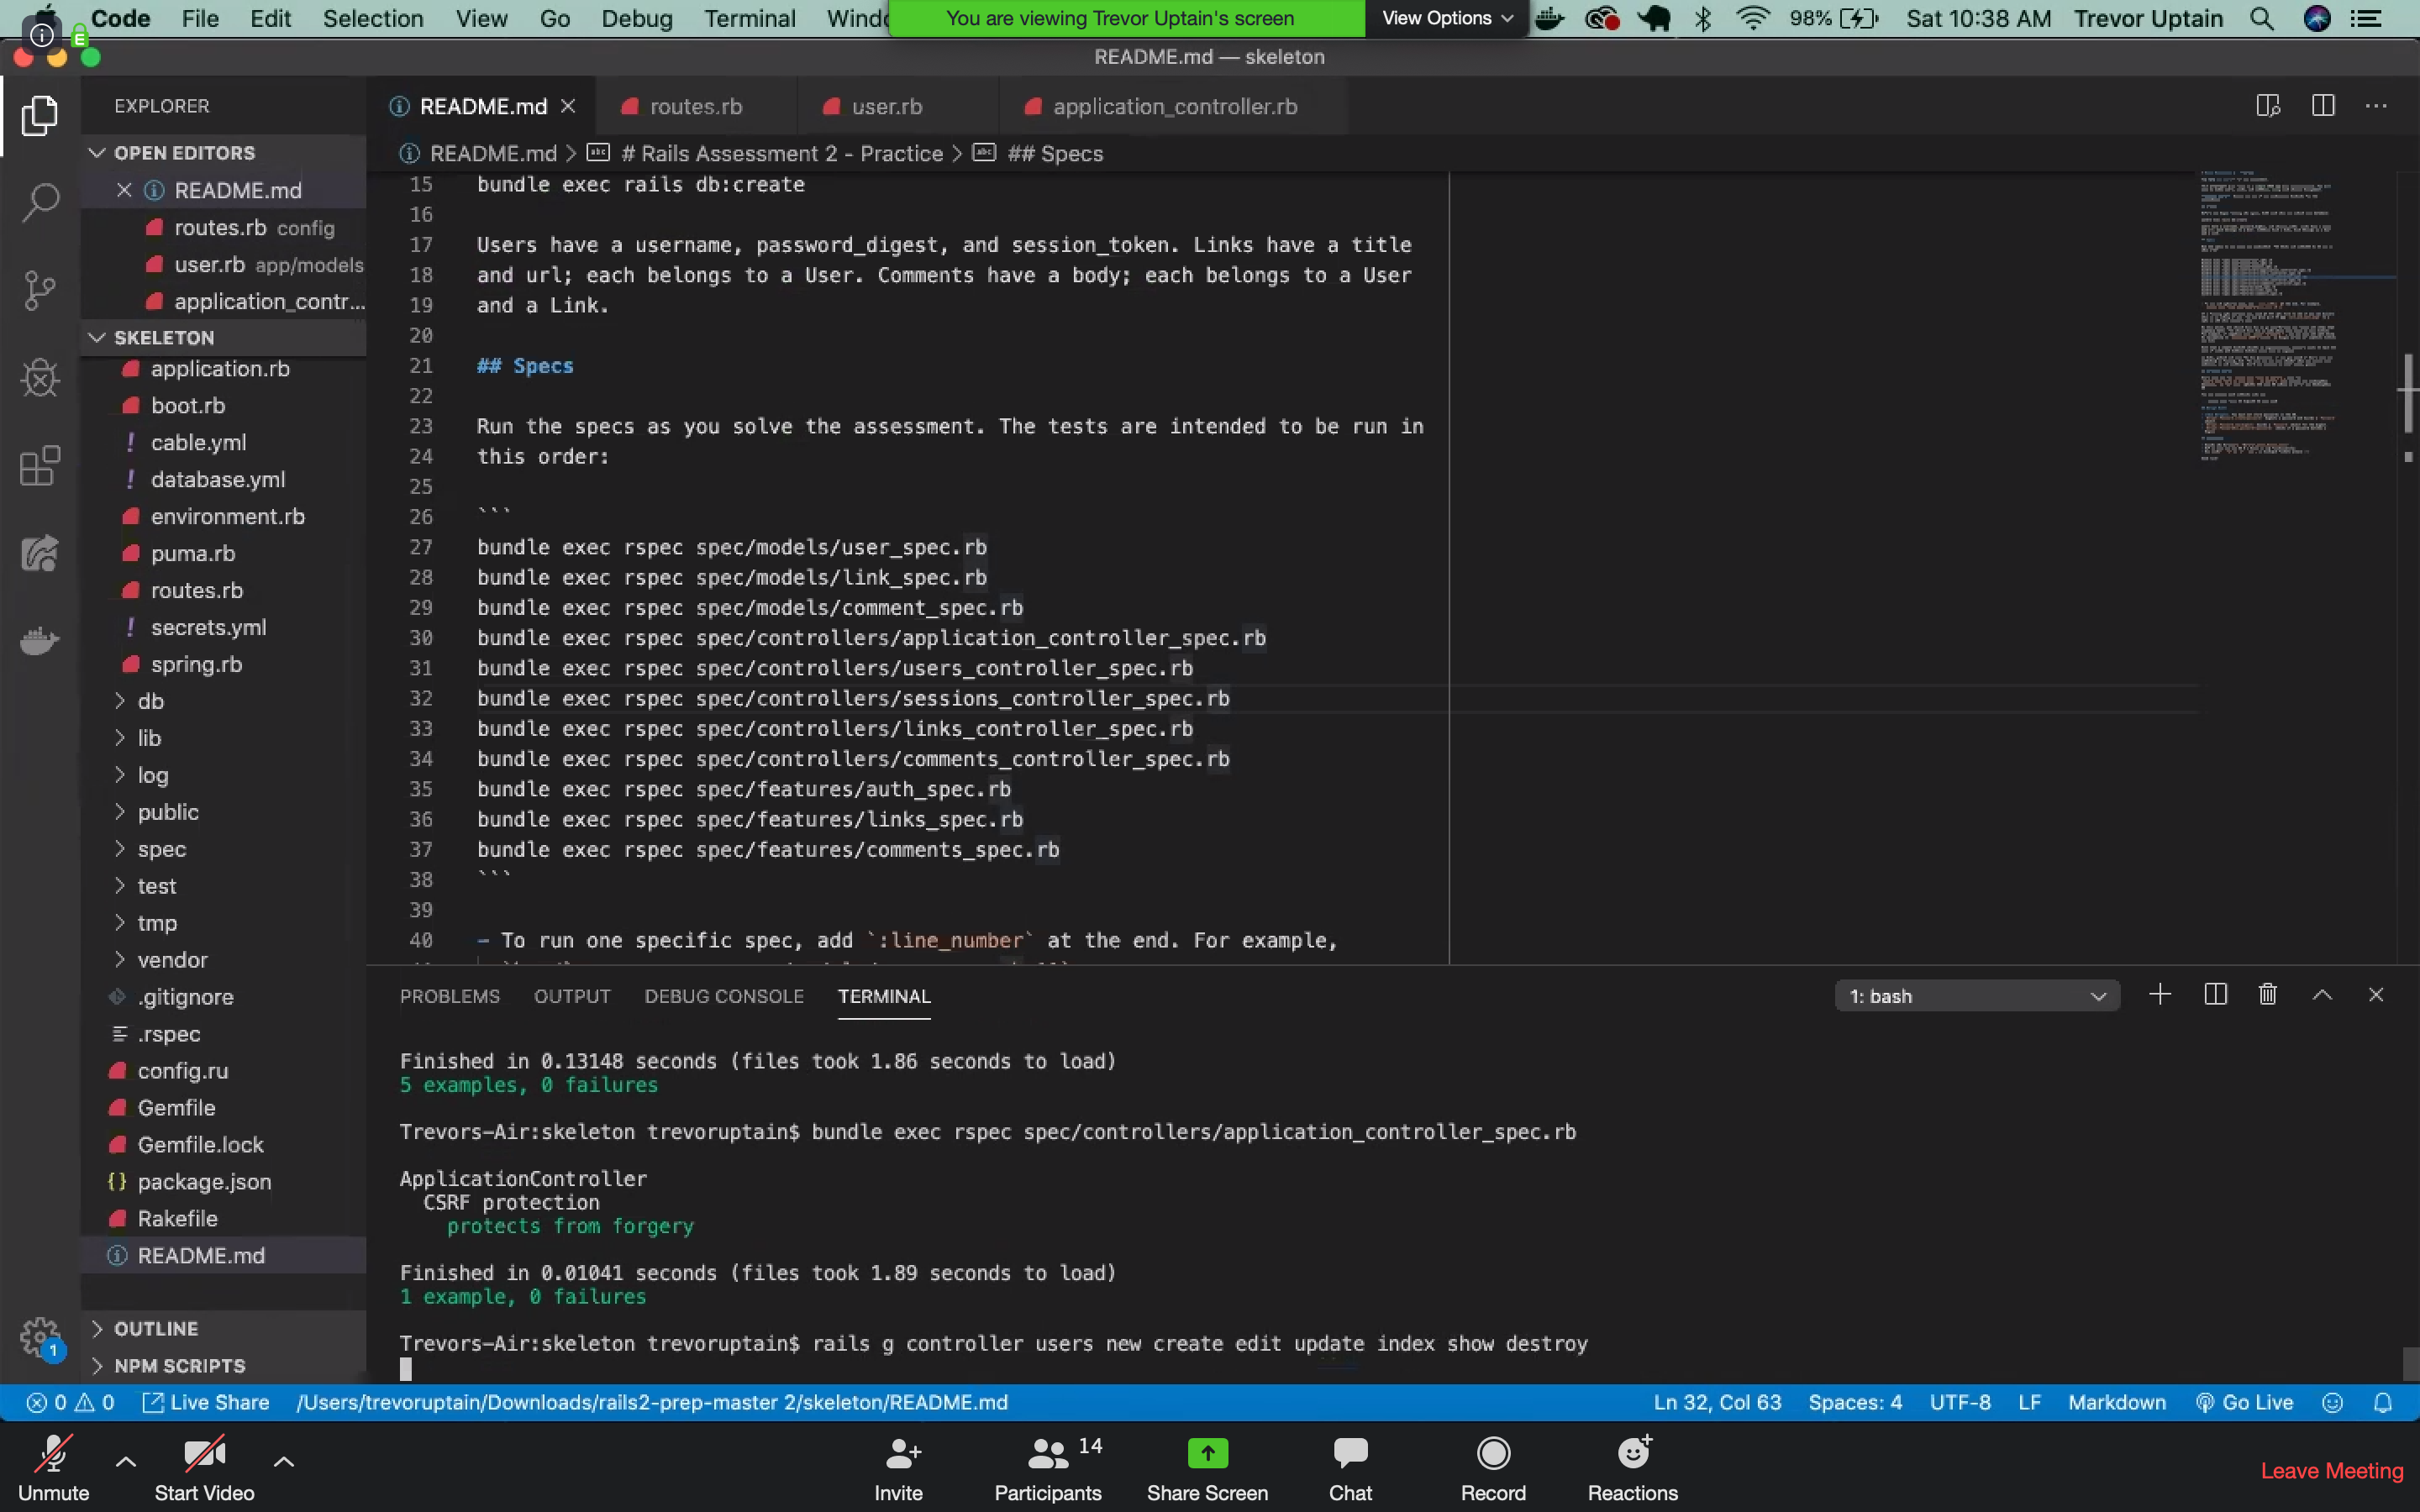 Code File Edit Selection View Go Debug Terminal Windo You are viewing Trevor Uptain's screen View Options 98% Sat 10:38 AM Trevor Uptain
README.md — skeleton
EXPLORER
README.md routes.rb user.rb application_controller.rb
OPEN EDITORS
README.md > # Rails Assessment 2 - Practice > ## Specs
README.md
routes.rb config
user.rb app/models
application_contr...
SKELETON
application.rb
boot.rb
cable.yml
database.yml
environment.rb
puma.rb
routes.rb
secrets.yml
spring.rb
db
lib
log
public
spec
test
tmp
vendor
.gitignore
.rspec
config.ru
Gemfile
Gemfile.lock
package.json
Rakefile
README.md
OUTLINE
NPM SCRIPTS
15 bundle exec rails db:create
16
17 Users have a username, password_digest, and session_token. Links have a title
18 and url; each belongs to a User. Comments have a body; each belongs to a User
19 and a Link.
20
21 ## Specs
22
23 Run the specs as you solve the assessment. The tests are intended to be run in
24 this order:
25
26 ```
27 bundle exec rspec spec/models/user_spec.rb
28 bundle exec rspec spec/models/link_spec.rb
29 bundle exec rspec spec/models/comment_spec.rb
30 bundle exec rspec spec/controllers/application_controller_spec.rb
31 bundle exec rspec spec/controllers/users_controller_spec.rb
32 bundle exec rspec spec/controllers/sessions_controller_spec.rb
33 bundle exec rspec spec/controllers/links_controller_spec.rb
34 bundle exec rspec spec/controllers/comments_controller_spec.rb
35 bundle exec rspec spec/features/auth_spec.rb
36 bundle exec rspec spec/features/links_spec.rb
37 bundle exec rspec spec/features/comments_spec.rb
38 ```
39
40 - To run one specific spec, add `:line_number` at the end. For example,
PROBLEMS OUTPUT DEBUG CONSOLE TERMINAL 1: bash
Finished in 0.13148 seconds (files took 1.86 seconds to load)
5 examples, 0 failures
Trevors-Air:skeleton trevoruptain$ bundle exec rspec spec/controllers/application_controller_spec.rb
ApplicationController
CSRF protection
protects from forgery
Finished in 0.01041 seconds (files took 1.89 seconds to load)
1 example, 0 failures
Trevors-Air:skeleton trevoruptain$ rails g controller users new create edit update index show destroy
1
0 0 Live Share /Users/trevoruptain/Downloads/rails2-prep-master 2/skeleton/README.md Ln 32, Col 63 Spaces: 4 UTF-8 LF Markdown Go Live
14
Unmute Start Video Invite Participants Share Screen Chat Record Reactions Leave Meeting